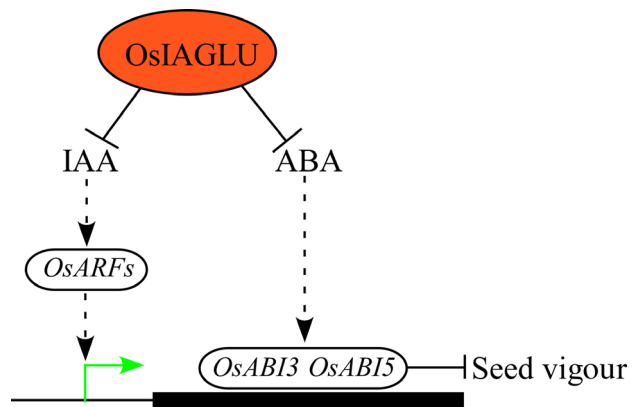 OsIAGLU
IAA
ABA
OsARFs
OsABI3 OsABI5
Seed vigour